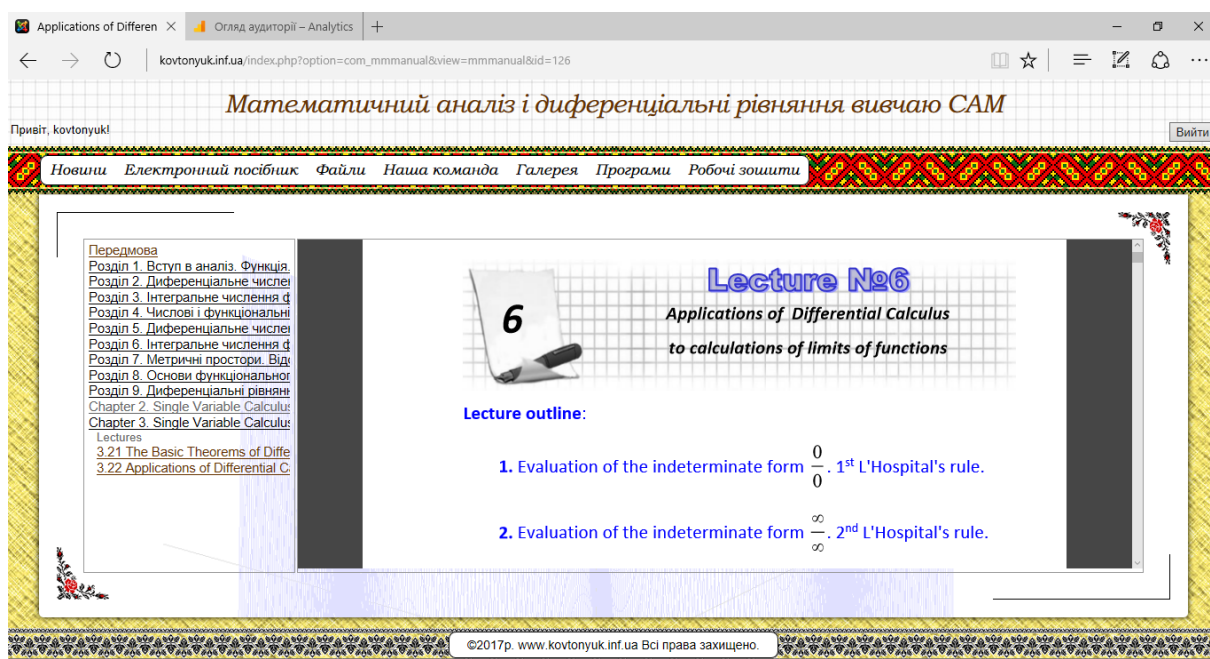 Applications of Differen
Огляд аудиторії – Analytics
kovtonyuk.inf.ua/index.php?option=com_mmmanual&view=mmmanual&id=126
Математичний аналіз і диференціальні рівняння вивчаю САМ
Привіт, kovtonyuk!
Вийти
Новини Електронний посібник Файли Наша команда Галерея Програми Робочі зошити
Передмова
Розділ 1. Вступ в аналіз. Функція.
Розділ 2. Диференціальне числен
Розділ 3. Інтегральне числення ф
Розділ 4. Числові і функціональні
Розділ 5. Диференціальне числен
Розділ 6. Інтегральне числення ф
Розділ 7. Метричні простори. Відо
Розділ 8. Основи функціональног
Розділ 9. Диференціальні рівнянн
Chapter 2. Single Variable Calculus
Chapter 3. Single Variable Calculus
Lectures
3.21 The Basic Theorems of Diffe
3.22 Applications of Differential C
6
Lecture №6
Applications of Differential Calculus
to calculations of limits of functions
Lecture outline:
1. Evaluation of the indeterminate form 0/0. 1st L'Hospital's rule.
2. Evaluation of the indeterminate form ∞/∞. 2nd L'Hospital's rule.
©2017р. www.kovtonyuk.inf.ua Всі права захищено.